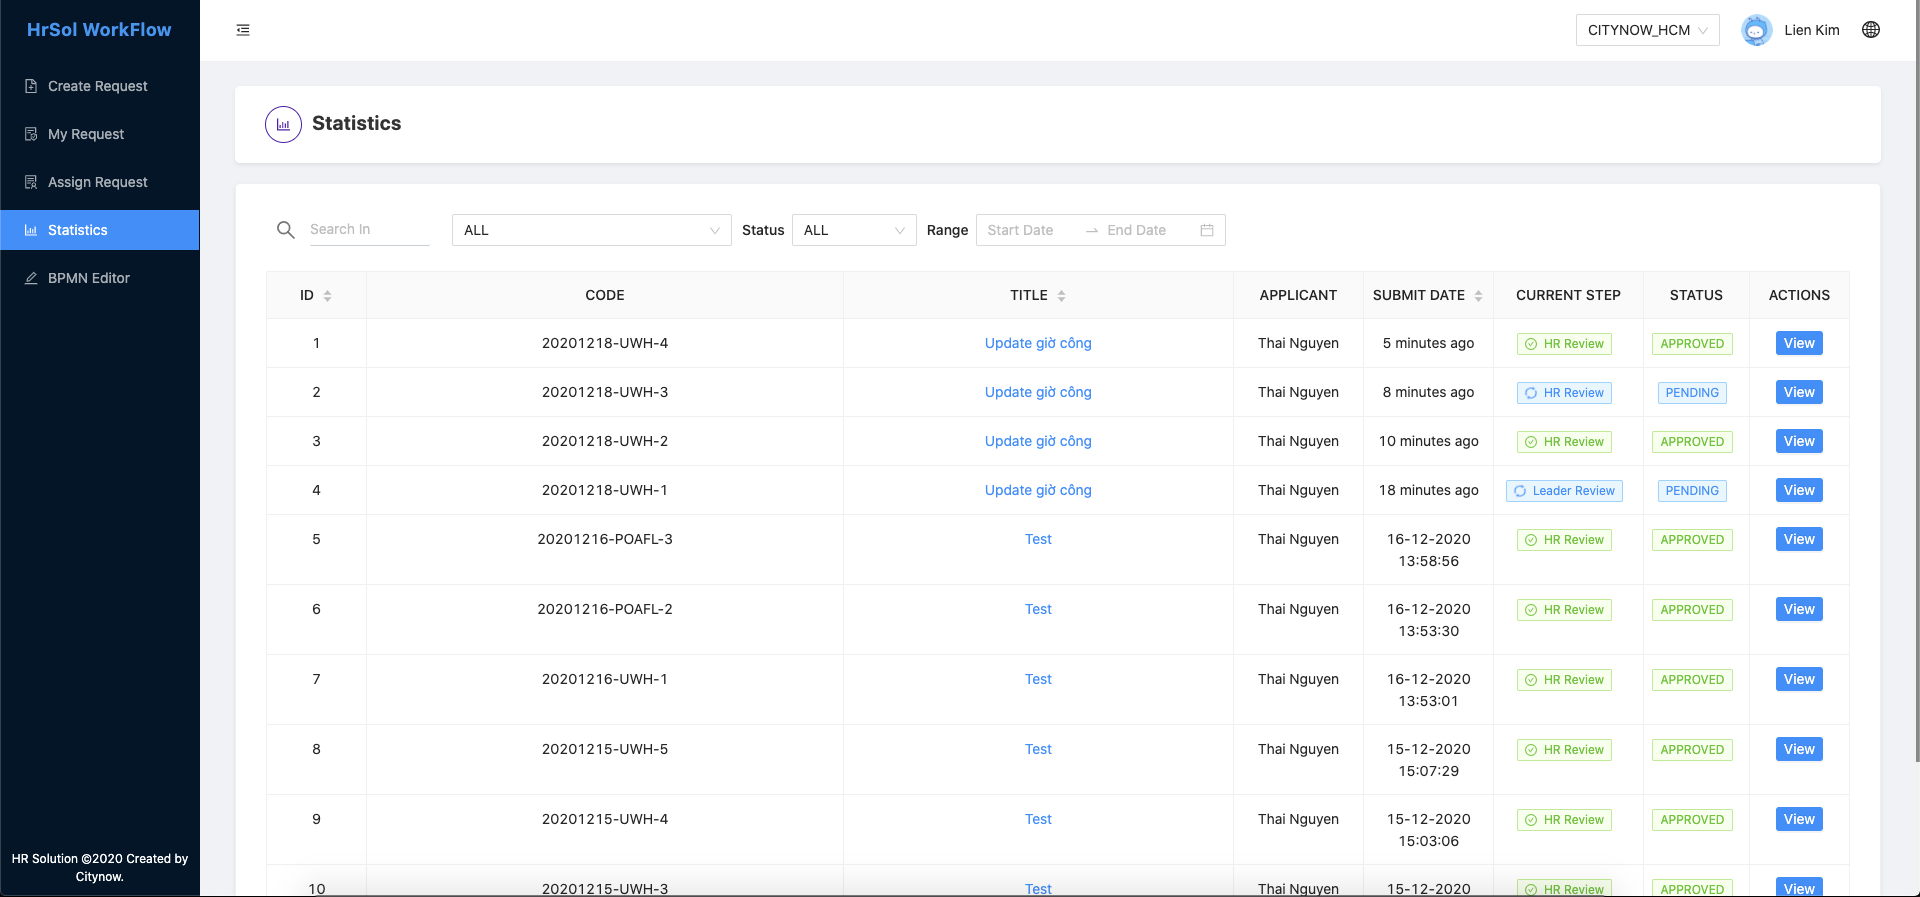 HrSol WorkFlow
CITYNOW_HCM
Lien Kim
Create Request
My Request
Assign Request
Statistics
BPMN Editor
HR Solution ©2020 Created by
Citynow.
Statistics
Search In
ALL
Status
ALL
Range
Start Date
End Date
ID CODE TITLE APPLICANT SUBMIT DATE CURRENT STEP STATUS ACTIONS
1 20201218-UWH-4 Update giờ công Thai Nguyen 5 minutes ago HR Review APPROVED View
2 20201218-UWH-3 Update giờ công Thai Nguyen 8 minutes ago HR Review PENDING View
3 20201218-UWH-2 Update giờ công Thai Nguyen 10 minutes ago HR Review APPROVED View
4 20201218-UWH-1 Update giờ công Thai Nguyen 18 minutes ago Leader Review PENDING View
5 20201216-POAFL-3 Test Thai Nguyen 16-12-2020 HR Review APPROVED View
13:58:56
6 20201216-POAFL-2 Test Thai Nguyen 16-12-2020 HR Review APPROVED View
13:53:30
7 20201216-UWH-1 Test Thai Nguyen 16-12-2020 HR Review APPROVED View
13:53:01
8 20201215-UWH-5 Test Thai Nguyen 15-12-2020 HR Review APPROVED View
15:07:29
9 20201215-UWH-4 Test Thai Nguyen 15-12-2020 HR Review APPROVED View
15:03:06
10 20201215-UWH-3 Test Thai Nguyen 15-12-2020 HR Review APPROVED View